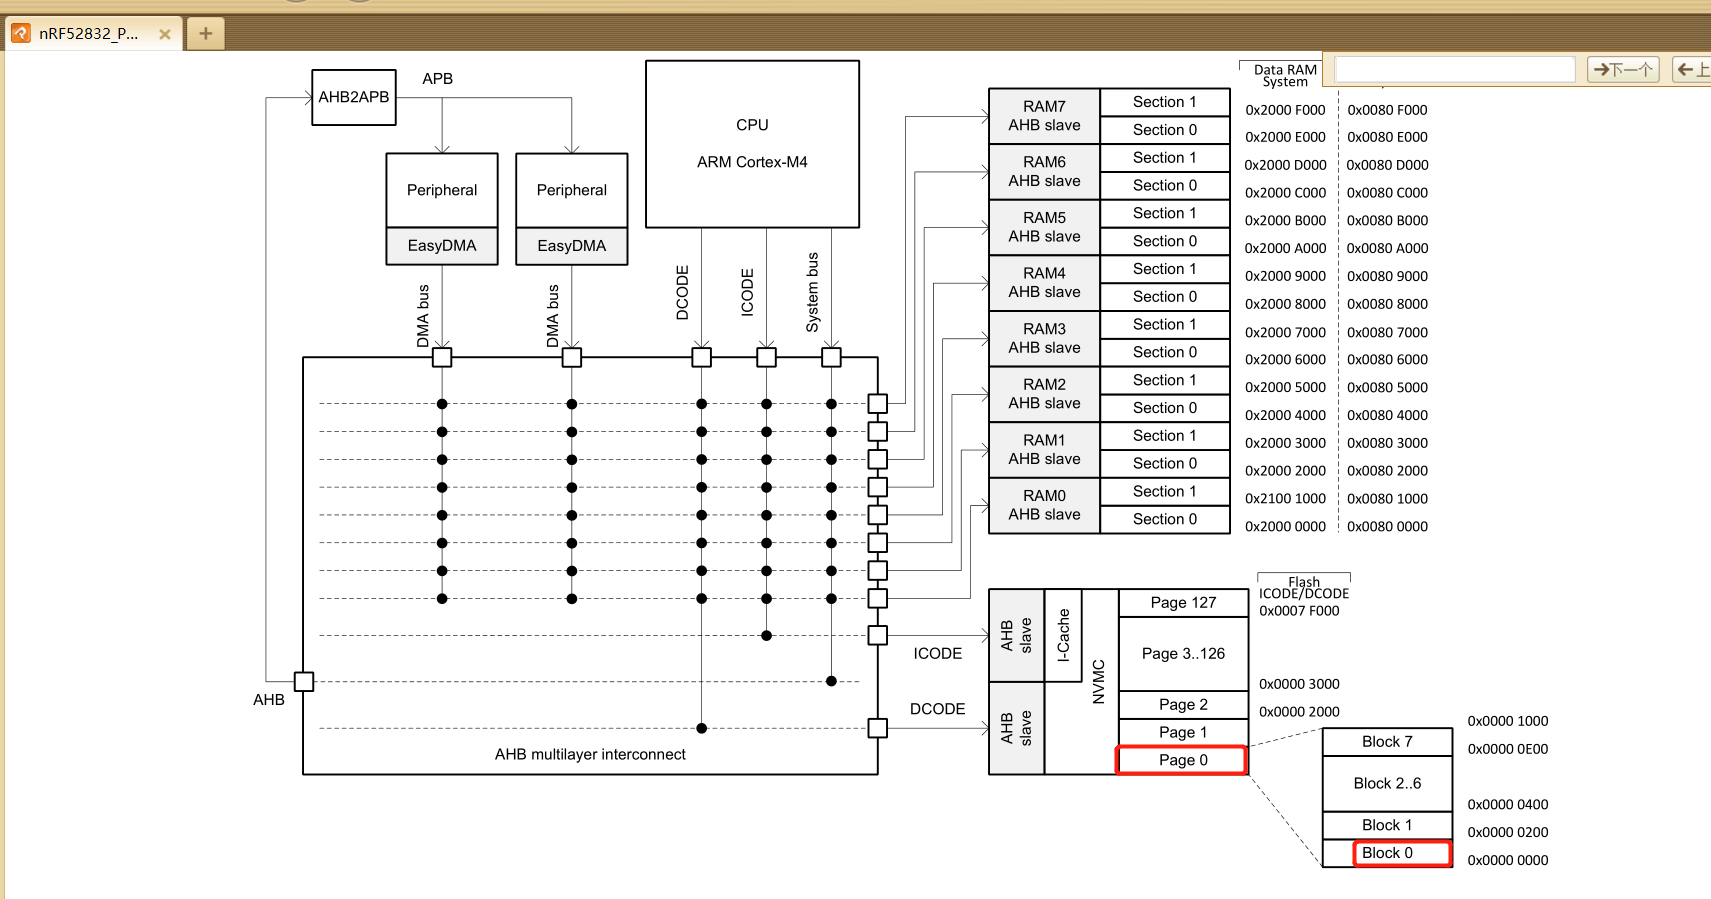 nRF52832_P...
下一个
上
AHB2APB
APB
CPU
ARM Cortex-M4
Peripheral
EasyDMA
Peripheral
EasyDMA
DMA bus
DMA bus
DCODE
ICODE
System bus
AHB
AHB multilayer interconnect
ICODE
DCODE
Data RAM
System
RAM7
AHB slave
Section 1
0x2000 F000
0x0080 F000
Section 0
0x2000 E000
0x0080 E000
RAM6
AHB slave
Section 1
0x2000 D000
0x0080 D000
Section 0
0x2000 C000
0x0080 C000
RAM5
AHB slave
Section 1
0x2000 B000
0x0080 B000
Section 0
0x2000 A000
0x0080 A000
RAM4
AHB slave
Section 1
0x2000 9000
0x0080 9000
Section 0
0x2000 8000
0x0080 8000
RAM3
AHB slave
Section 1
0x2000 7000
0x0080 7000
Section 0
0x2000 6000
0x0080 6000
RAM2
AHB slave
Section 1
0x2000 5000
0x0080 5000
Section 0
0x2000 4000
0x0080 4000
RAM1
AHB slave
Section 1
0x2000 3000
0x0080 3000
Section 0
0x2000 2000
0x0080 2000
RAM0
AHB slave
Section 1
0x2100 1000
0x0080 1000
Section 0
0x2000 0000
0x0080 0000
Flash
ICODE/DCODE
AHB
slave
I-Cache
AHB
slave
NVMC
Page 127
0x0007 F000
Page 3..126
0x0000 3000
Page 2
0x0000 2000
Page 1
Page 0
0x0000 1000
Block 7
0x0000 0E00
Block 2..6
0x0000 0400
Block 1
0x0000 0200
Block 0
0x0000 0000